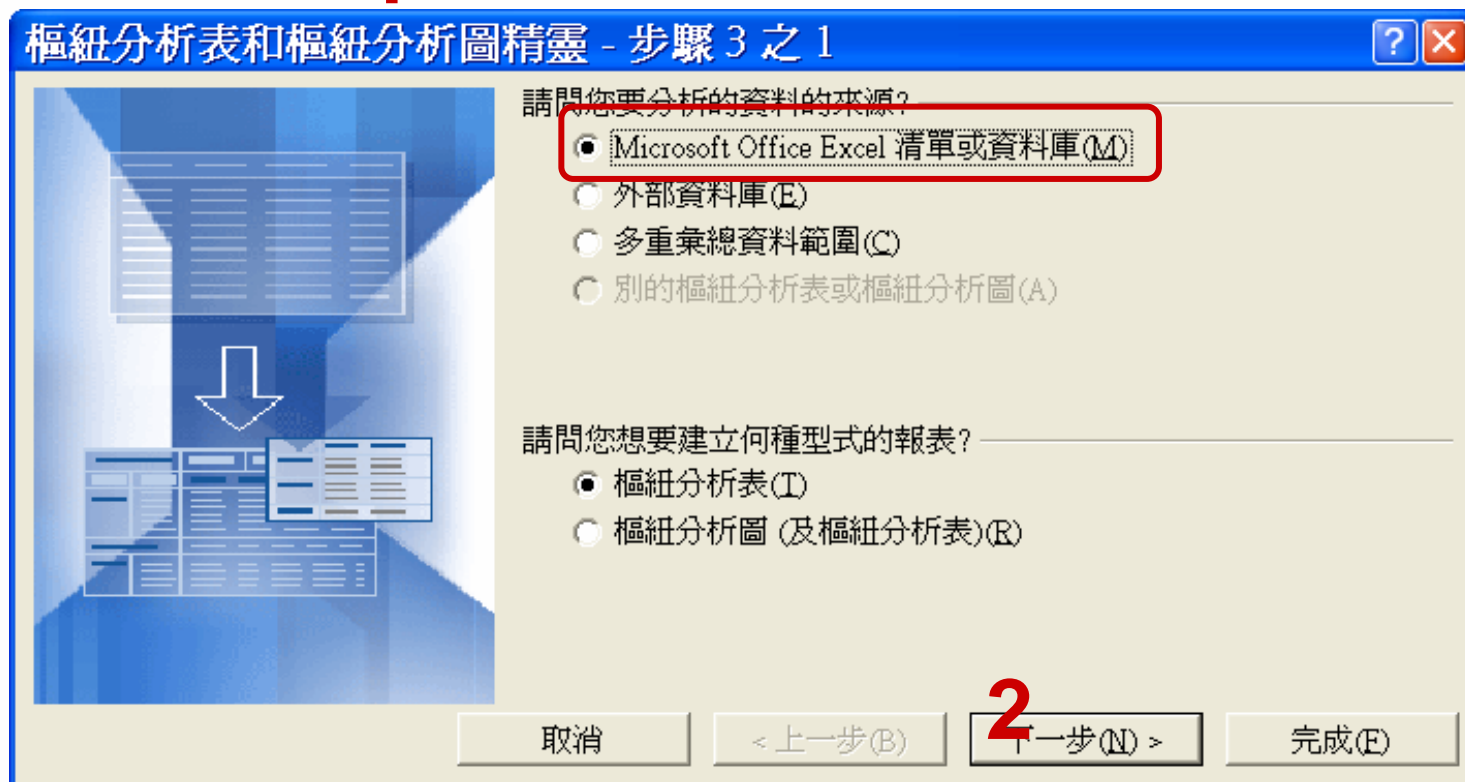 樞紐分析表和樞紐分析圖精靈 - 步驟 3 之 1
請問您要分析的資料的來源?
Microsoft Office Excel 清單或資料庫(M)
外部資料庫(E)
多重彙總資料範圍(C)
別的樞紐分析表或樞紐分析圖(A)
請問您想要建立何種型式的報表?
樞紐分析表(T)
樞紐分析圖 (及樞紐分析表)(R)
2
取消
< 上一步(B)
下一步(N) >
完成(F)